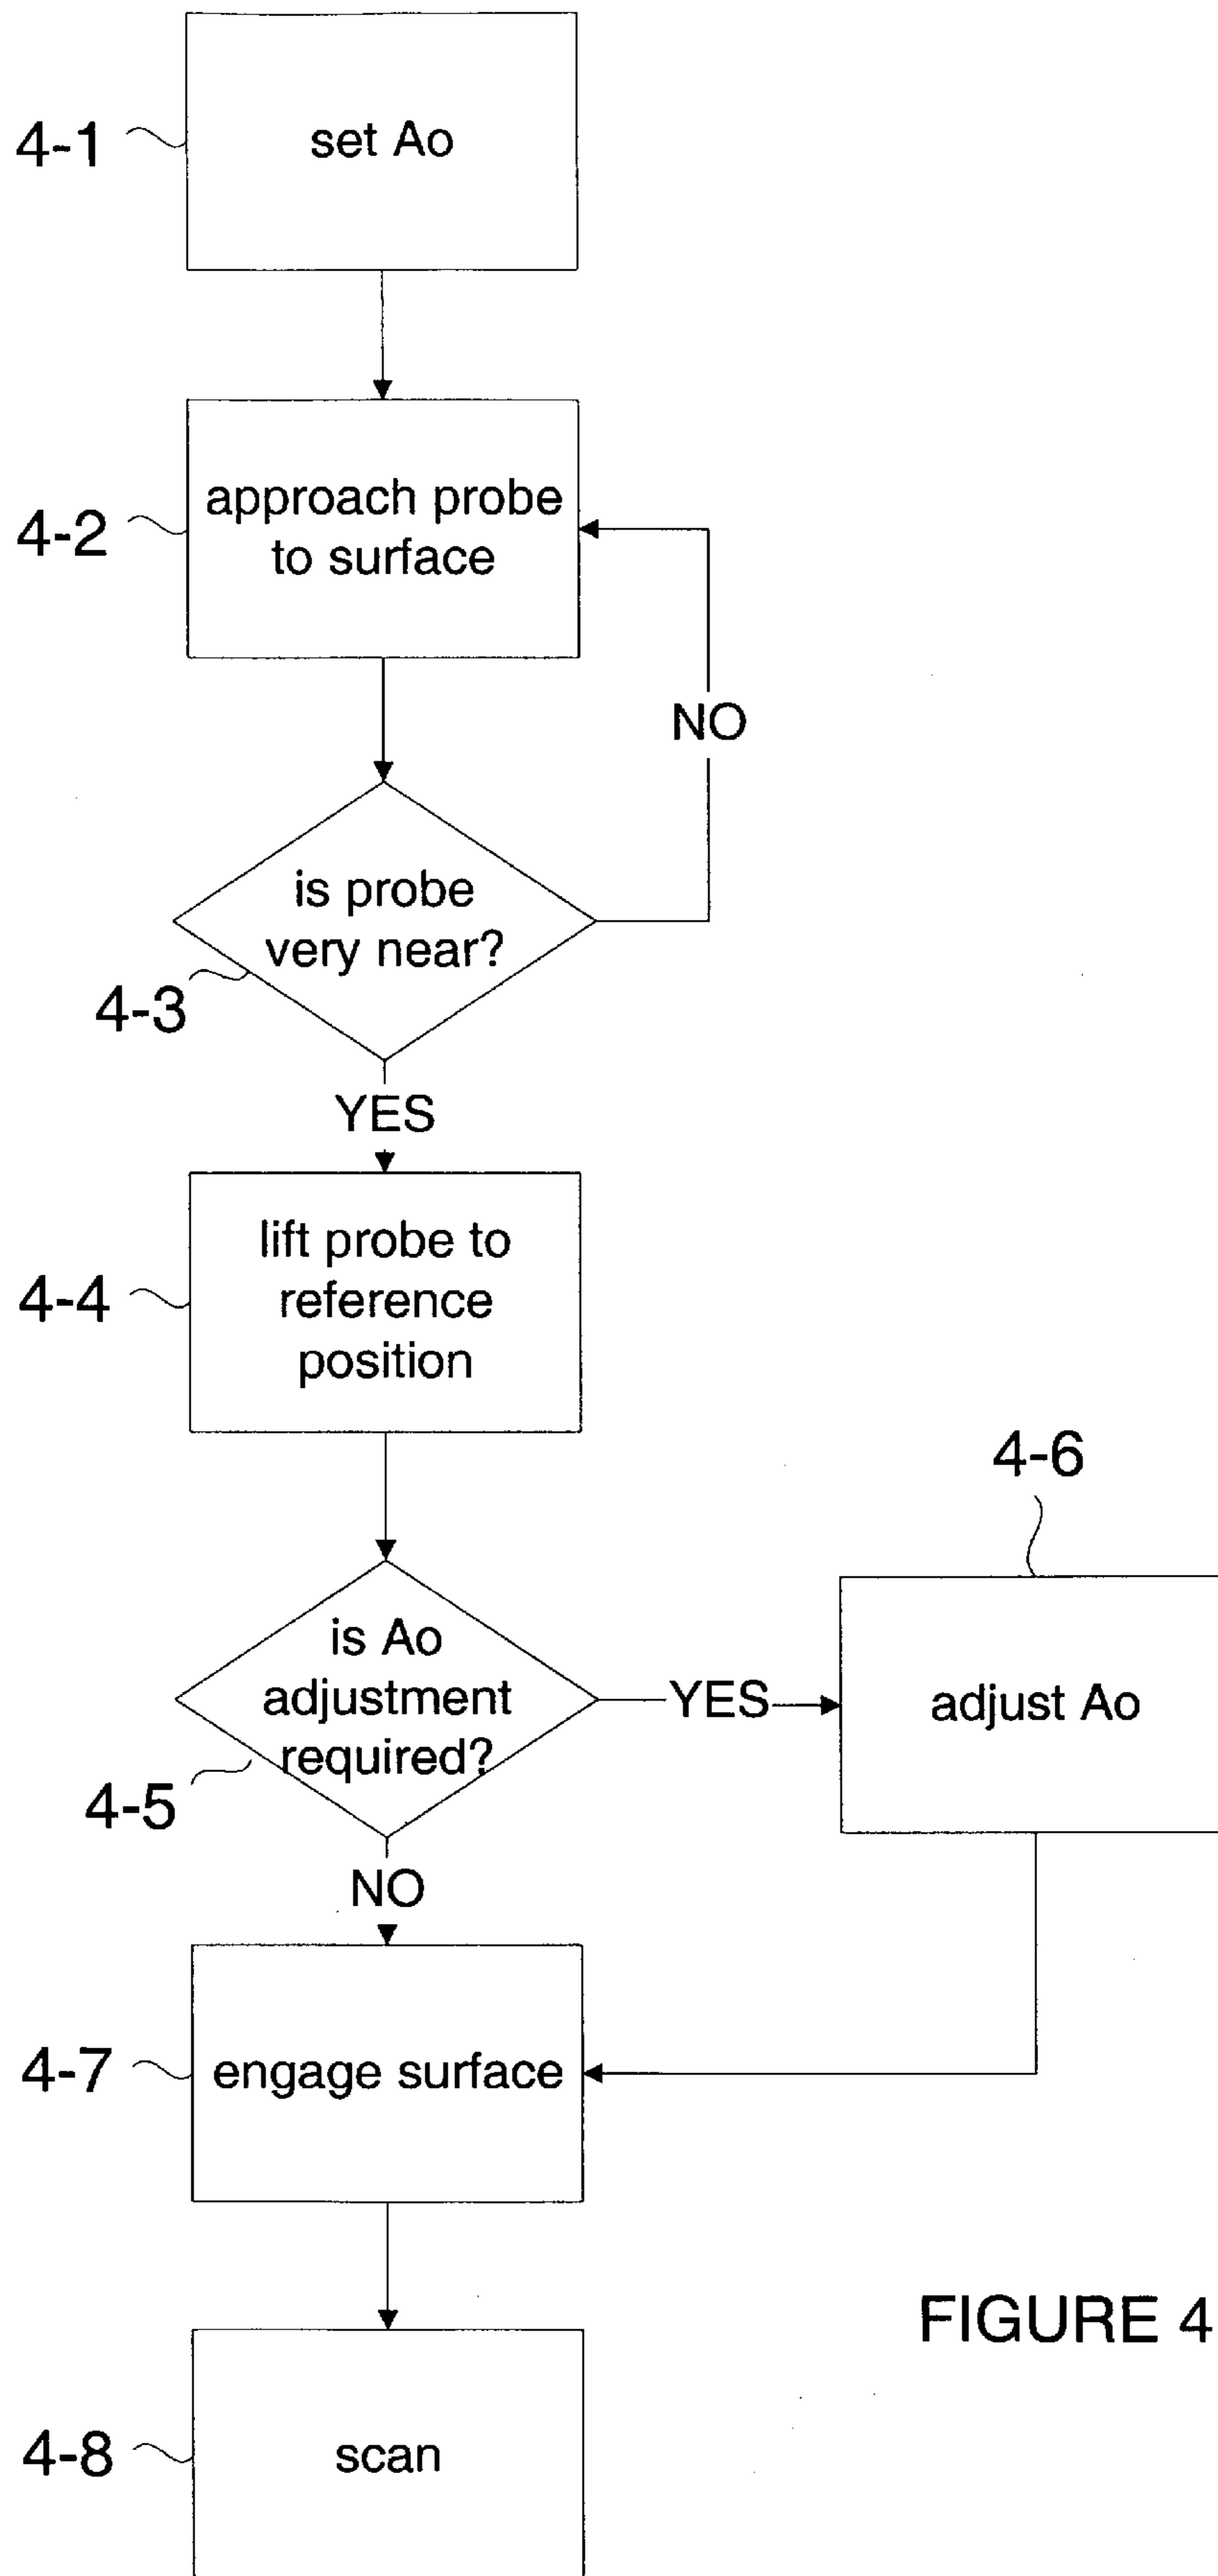 4-1
set Ao
4-2
approach probe
to surface
NO
is probe
very near?
4-3
YES
lift probe to
reference
position
4-4
4-6
is Ao
adjustment
required?
YES
adjust Ao
4-5
NO
4-7
engage surface
FIGURE 4
4-8
scan